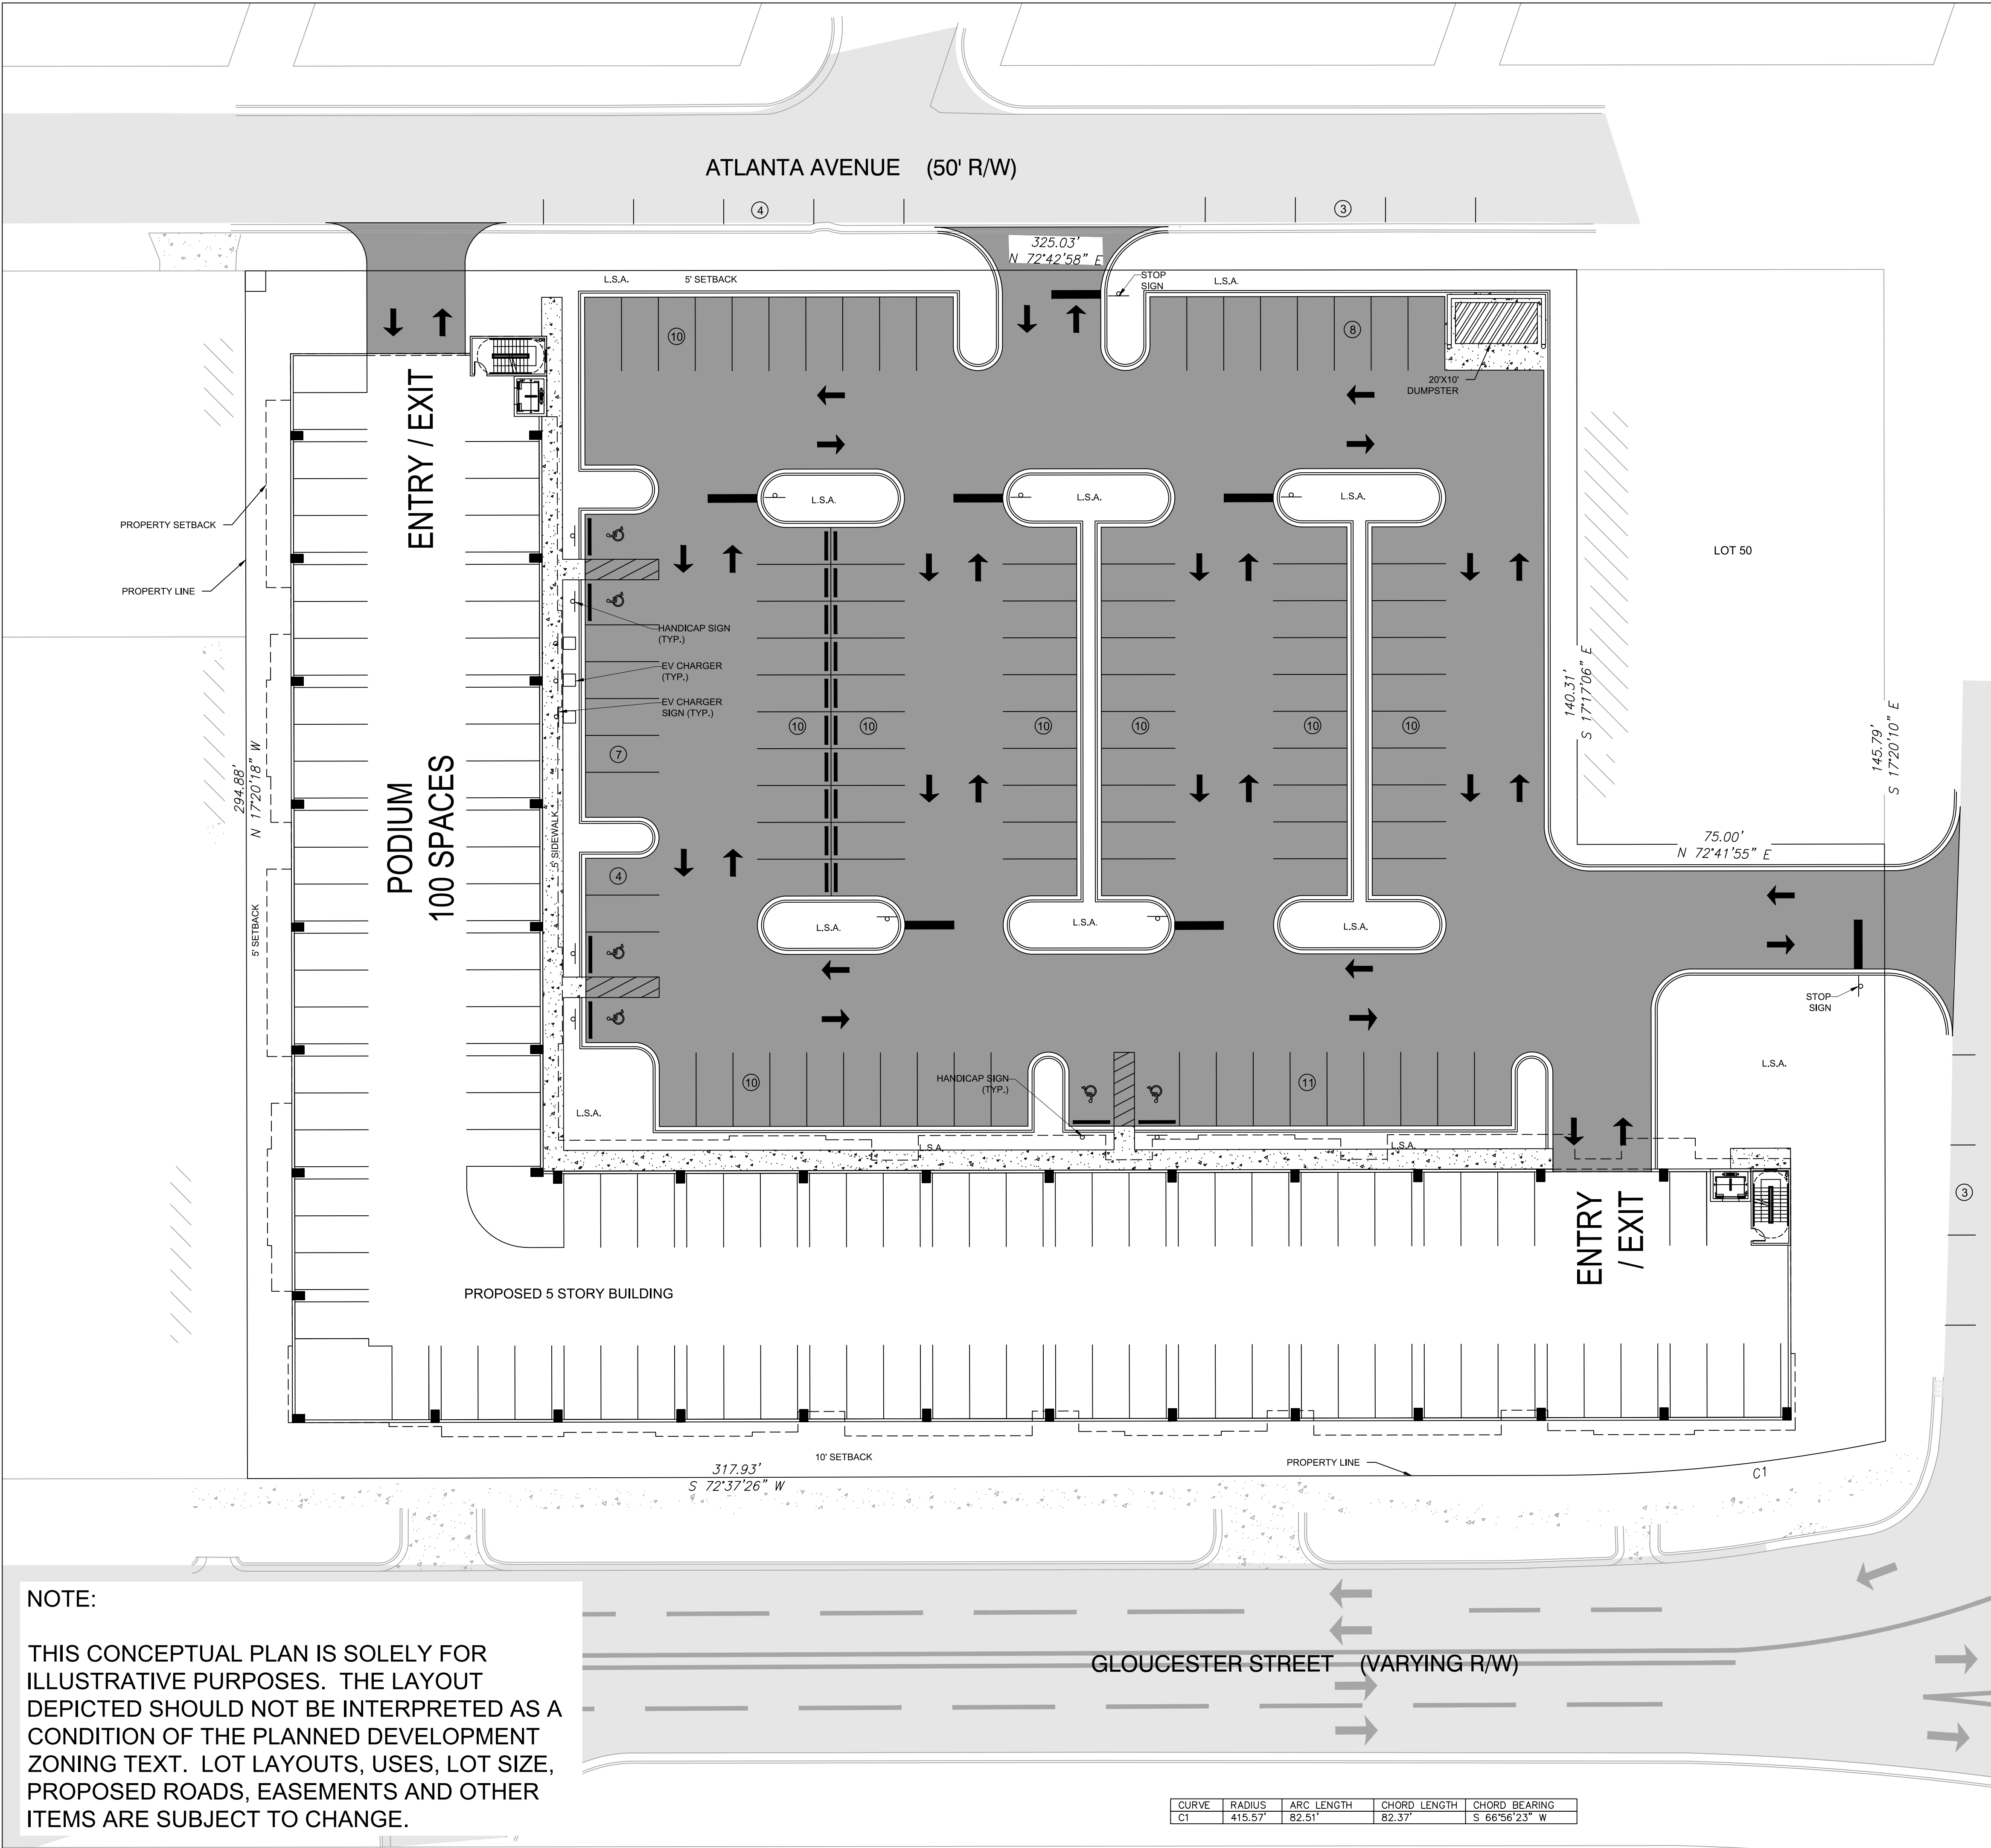 ATLANTA AVENUE (50' R/W)
4
3
325.03'
N 72°42'58" E
L.S.A.
5' SETBACK
STOP
SIGN
L.S.A.
10
8
20'X10'
DUMPSTER
ENTRY / EXIT
L.S.A.
L.S.A.
L.S.A.
PROPERTY SETBACK
PROPERTY LINE
LOT 50
HANDICAP SIGN
(TYP.)
EV CHARGER
(TYP.)
EV CHARGER
SIGN (TYP.)
7
10
10
10
10
10
10
140.31'
S 17°17'06" E
145.79'
S 17°20'10" E
294.88'
N 17°20'18" W
PODIUM
100 SPACES
5' SIDEWALK
4
75.00'
N 72°41'55" E
5' SETBACK
L.S.A.
L.S.A.
L.S.A.
STOP
SIGN
L.S.A.
10
HANDICAP SIGN
(TYP.)
11
L.S.A.
L.S.A.
L.S.A.
3
ENTRY
/ EXIT
PROPOSED 5 STORY BUILDING
10' SETBACK
PROPERTY LINE
317.93'
S 72°37'26" W
C1
NOTE:
THIS CONCEPTUAL PLAN IS SOLELY FOR
ILLUSTRATIVE PURPOSES. THE LAYOUT
DEPICTED SHOULD NOT BE INTERPRETED AS A
CONDITION OF THE PLANNED DEVELOPMENT
ZONING TEXT. LOT LAYOUTS, USES, LOT SIZE,
PROPOSED ROADS, EASEMENTS AND OTHER
ITEMS ARE SUBJECT TO CHANGE.
GLOUCESTER STREET (VARYING R/W)
CURVE RADIUS ARC LENGTH CHORD LENGTH CHORD BEARING
C1 415.57' 82.51' 82.37' S 66°56'23" W